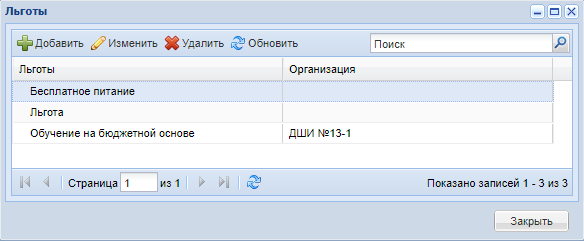 Льготы
Добавить Изменить Удалить Обновить Поиск
Льготы Организация
Бесплатное питание
Льгота
Обучение на бюджетной основе ДШИ №13-1
Страница 1 из 1 Показано записей 1 - 3 из 3
Закрыть